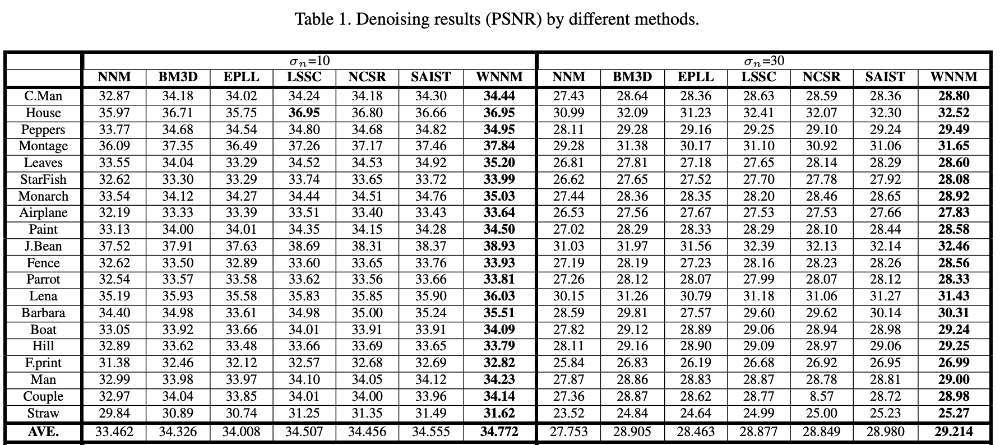 Table 1. Denoising results (PSNR) by different methods.
σn=10 σn=30
NNM BM3D EPLL LSSC NCSR SAIST WNNM NNM BM3D EPLL LSSC NCSR SAIST WNNM
C.Man 32.87 34.18 34.02 34.24 34.18 34.30 34.44 27.43 28.64 28.36 28.63 28.59 28.36 28.80
House 35.97 36.71 35.75 36.95 36.80 36.66 36.95 30.99 32.09 31.23 32.41 32.07 32.30 32.52
Peppers 33.77 34.68 34.54 34.80 34.68 34.82 34.95 28.11 29.28 29.16 29.25 29.10 29.24 29.49
Montage 36.09 37.35 36.49 37.26 37.17 37.46 37.84 29.28 31.38 30.17 31.10 30.92 31.06 31.65
Leaves 33.55 34.04 33.29 34.52 34.53 34.92 35.20 26.81 27.81 27.18 27.65 28.14 28.29 28.60
StarFish 32.62 33.30 33.29 33.74 33.65 33.72 33.99 26.62 27.65 27.52 27.70 27.78 27.92 28.08
Monarch 33.54 34.12 34.27 34.44 34.51 34.76 35.03 27.44 28.36 28.35 28.20 28.46 28.65 28.92
Airplane 32.19 33.33 33.39 33.51 33.40 33.43 33.64 26.53 27.56 27.67 27.53 27.53 27.66 27.83
Paint 33.13 34.00 34.01 34.35 34.15 34.28 34.50 27.02 28.29 28.33 28.29 28.10 28.44 28.58
J.Bean 37.52 37.91 37.63 38.69 38.31 38.37 38.93 31.03 31.97 31.56 32.39 32.13 32.14 32.46
Fence 32.62 33.50 32.89 33.60 33.65 33.76 33.93 27.19 28.19 27.23 28.16 28.23 28.26 28.56
Parrot 32.54 33.57 33.58 33.62 33.56 33.66 33.81 27.26 28.12 28.07 27.99 28.07 28.12 28.33
Lena 35.19 35.93 35.58 35.83 35.85 35.90 36.03 30.15 31.26 30.79 31.18 31.06 31.27 31.43
Barbara 34.40 34.98 33.61 34.98 35.00 35.24 35.51 28.59 29.81 27.57 29.60 29.62 30.14 30.31
Boat 33.05 33.92 33.66 34.01 33.91 33.91 34.09 27.82 29.12 28.89 29.06 28.94 28.98 29.24
Hill 32.89 33.62 33.48 33.66 33.69 33.65 33.79 28.11 29.16 28.90 29.09 28.97 29.06 29.25
F.print 31.38 32.46 32.12 32.57 32.68 32.69 32.82 25.84 26.83 26.19 26.68 26.92 26.95 26.99
Man 32.99 33.98 33.97 34.10 34.05 34.12 34.23 27.87 28.86 28.83 28.87 28.78 28.81 29.00
Couple 32.97 34.04 33.85 34.01 34.00 33.96 34.14 27.36 28.87 28.62 28.77 8.57 28.72 28.98
Straw 29.84 30.89 30.74 31.25 31.35 31.49 31.62 23.52 24.84 24.64 24.99 25.00 25.23 25.27
AVE. 33.462 34.326 34.008 34.507 34.456 34.555 34.772 27.753 28.905 28.463 28.877 28.849 28.980 29.214